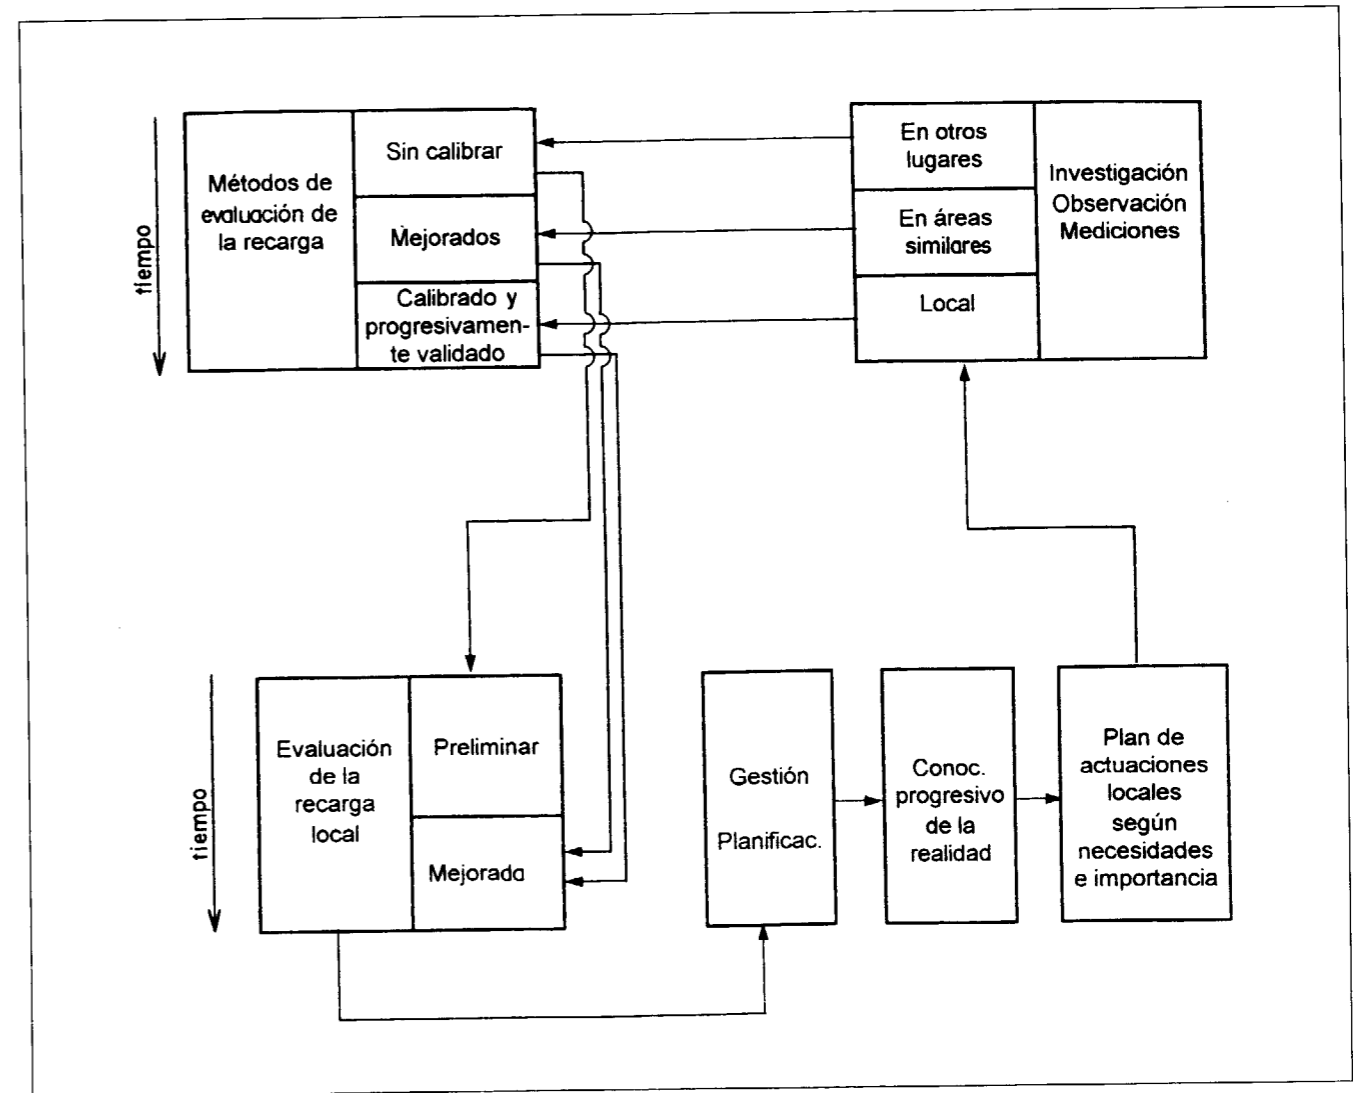 tiempo
Métodos de
evaluación de
la recarga
Sin calibrar
Mejorados
Calibrado y
progresivamen-
te validado
En otros
lugares
En áreas
similares
Local
Investigación
Observación
Mediciones
tiempo
Evaluación
de la
recarga
local
Preliminar
Mejorada
Gestión
Planificac.
Conoc.
progresivo
de la
realidad
Plan de
actuaciones
locales
según
necesidades
e importancia